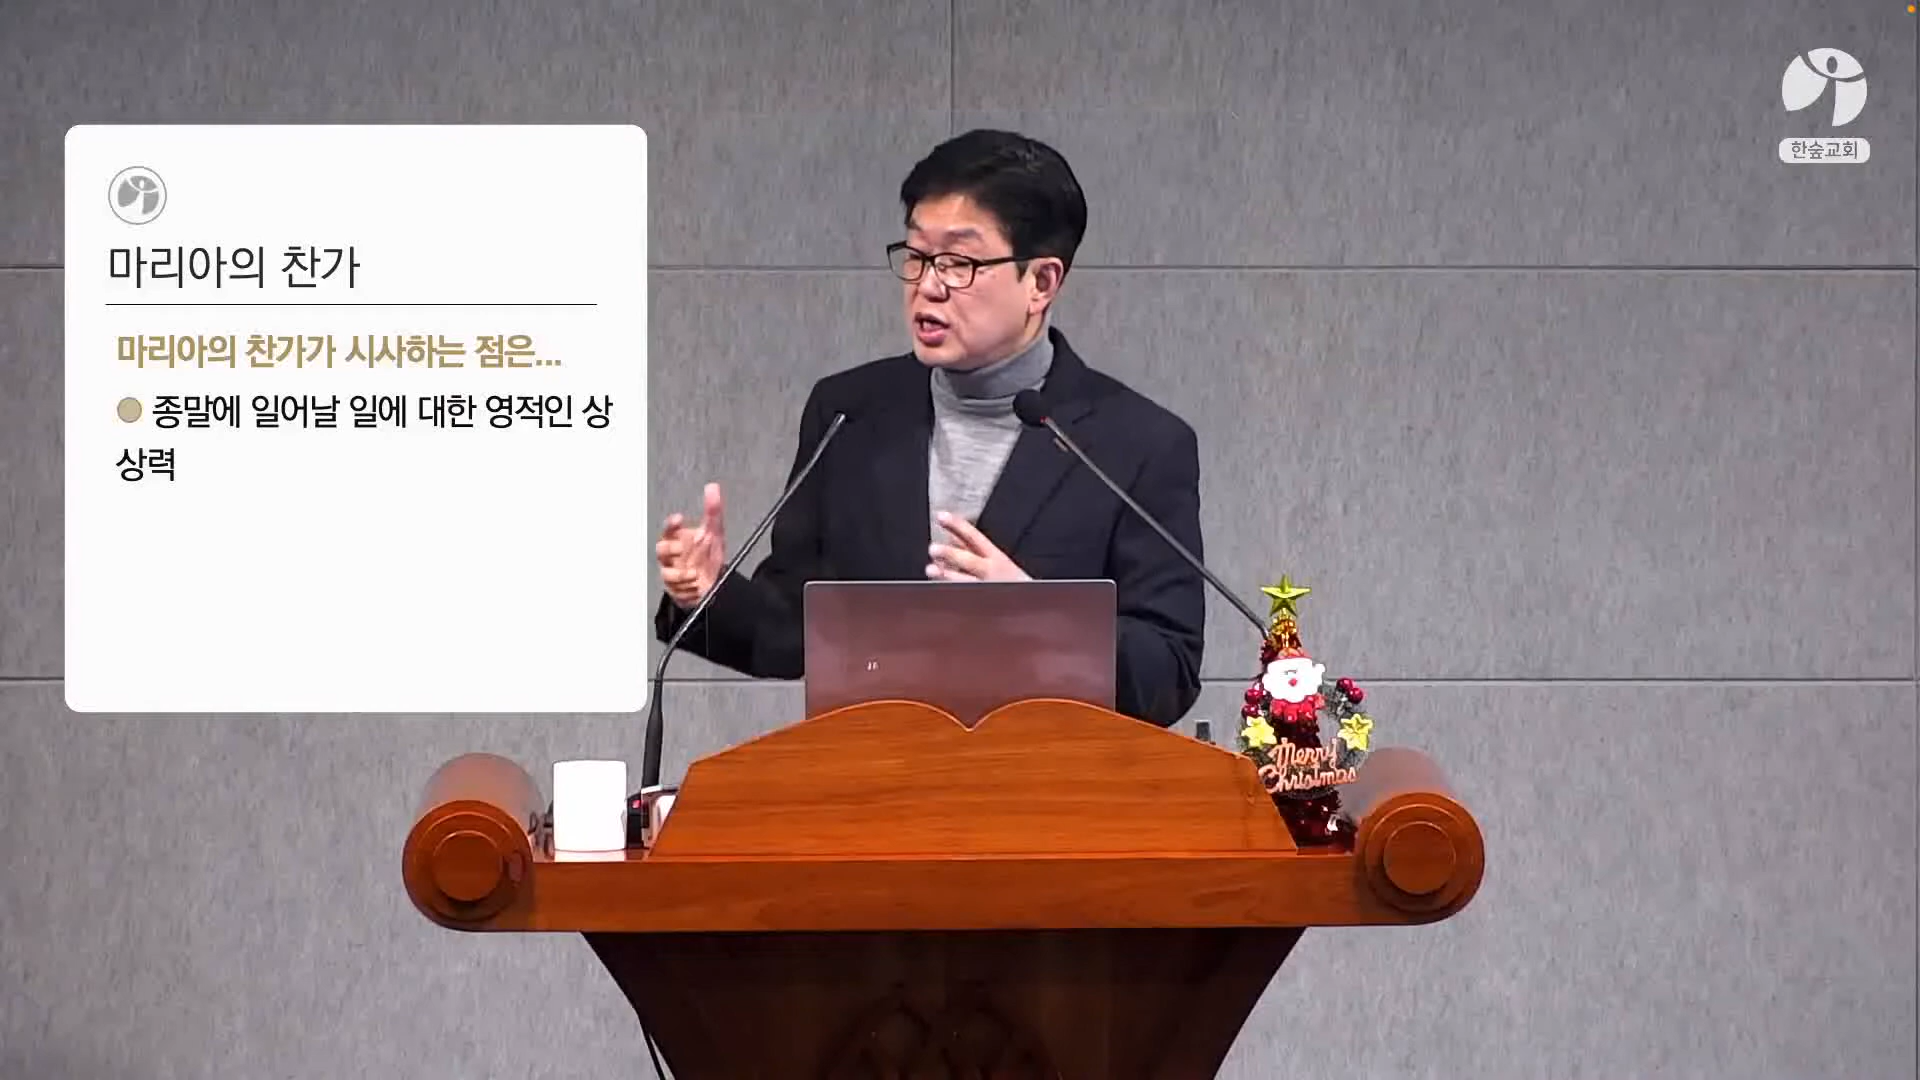 한숲교회
마리아의 찬가
마리아의 찬가가 시사하는 점은...
종말에 일어날 일에 대한 영적인 상
상력
Merry
Christmas